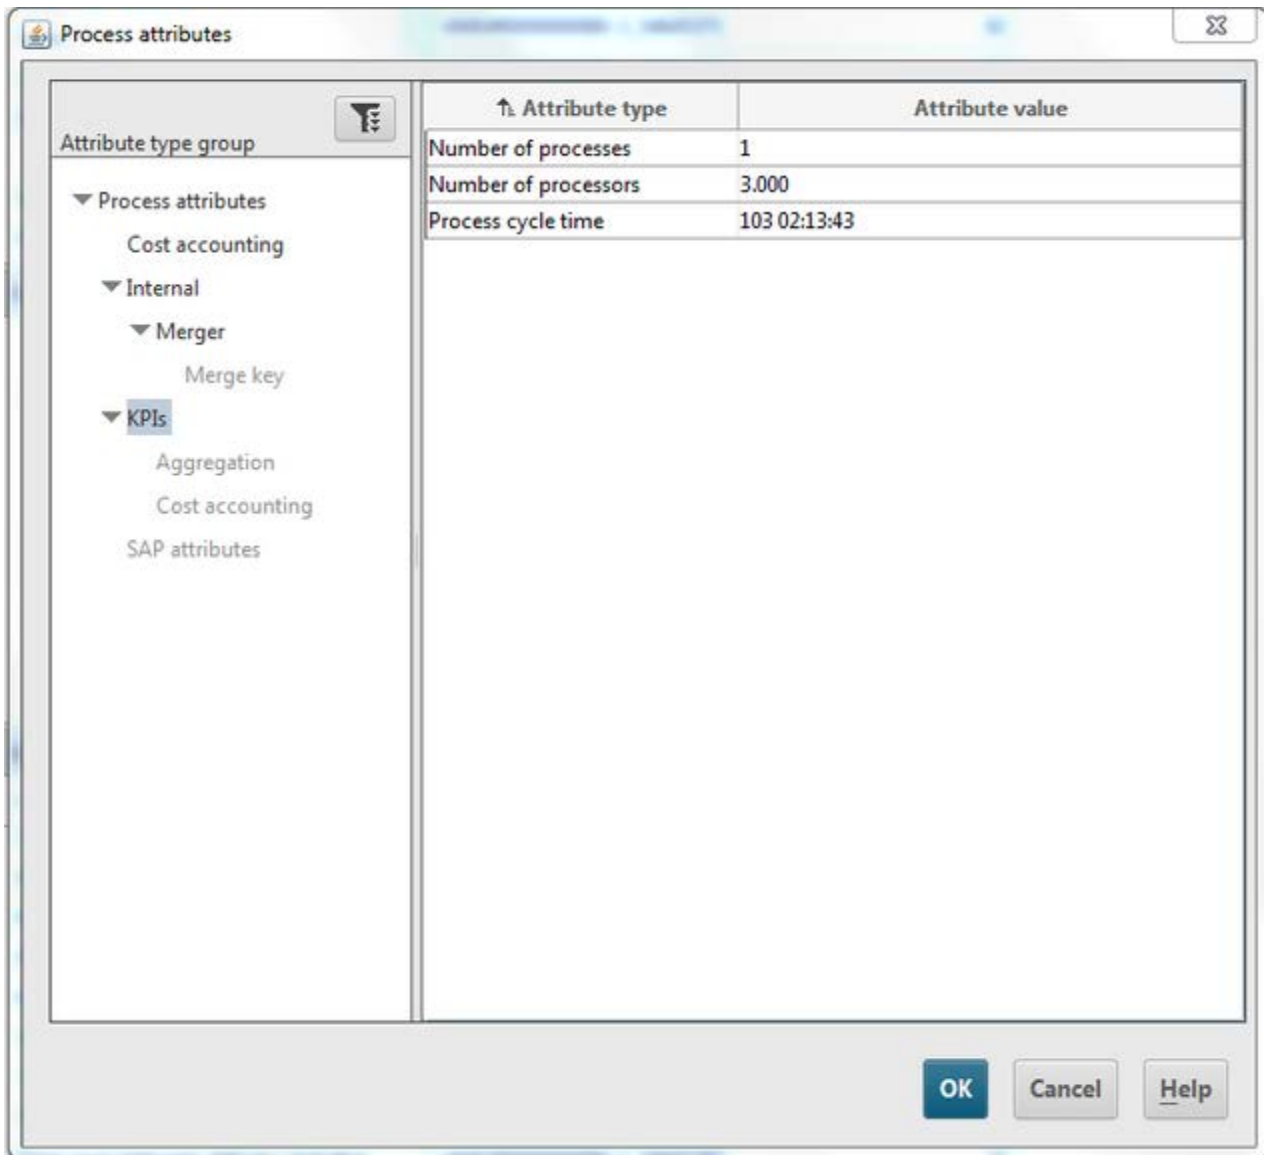 Process attributes
Attribute type group
Process attributes
Cost accounting
Internal
Merger
Merge key
KPIs
Aggregation
Cost accounting
SAP attributes
Attribute type Attribute value
Number of processes 1
Number of processors 3.000
Process cycle time 103 02:13:43
OK Cancel Help